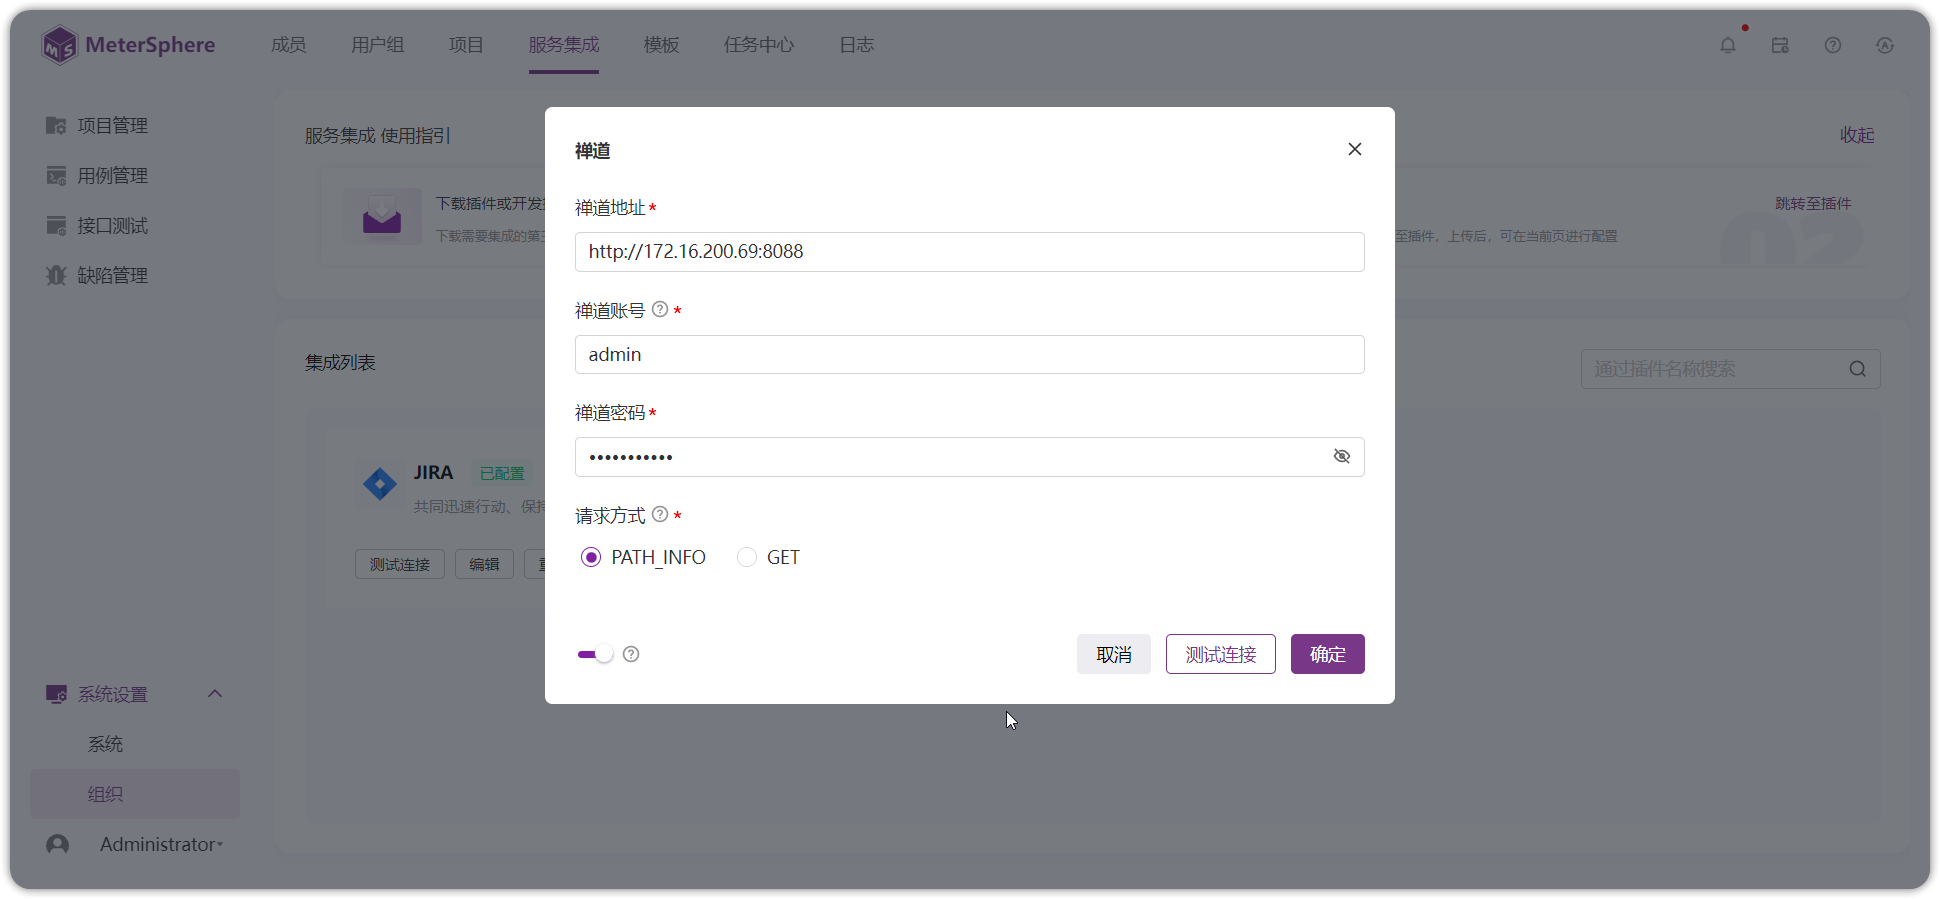 MeterSphere
成员
用户组
项目
服务集成
模板
任务中心
日志
项目管理
用例管理
接口测试
缺陷管理
系统设置
系统
组织
Administrator
服务集成 使用指引
收起
下载插件或开发
下载需要集成的第
跳转至插件
至插件，上传后，可在当前页进行配置
02
集成列表
通过插件名称搜索
JIRA
已配置
共同迅速行动、保持
测试连接
编辑
禅道
禅道地址*
http://172.16.200.69:8088
禅道账号 *
admin
禅道密码*
•••••••••••
请求方式 *
PATH_INFO
GET
取消
测试连接
确定